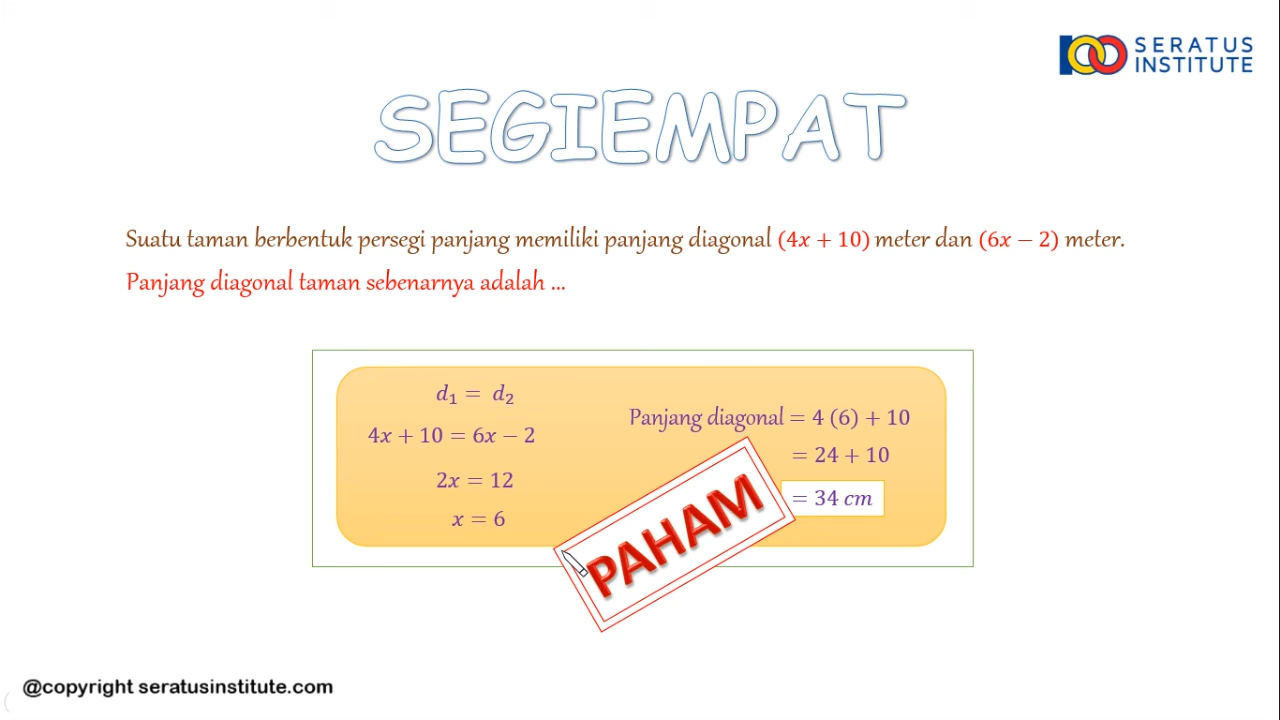 SERATUS
INSTITUTE
SEGIEMPAT
Suatu taman berbentuk persegi panjang memiliki panjang diagonal (4x + 10) meter dan (6x − 2) meter.
Panjang diagonal taman sebenarnya adalah ...
d₁ = d₂
4x + 10 = 6x − 2
2x = 12
x = 6
Panjang diagonal = 4 (6) + 10
= 24 + 10
= 34 cm
PAHAM
@copyright seratusinstitute.com